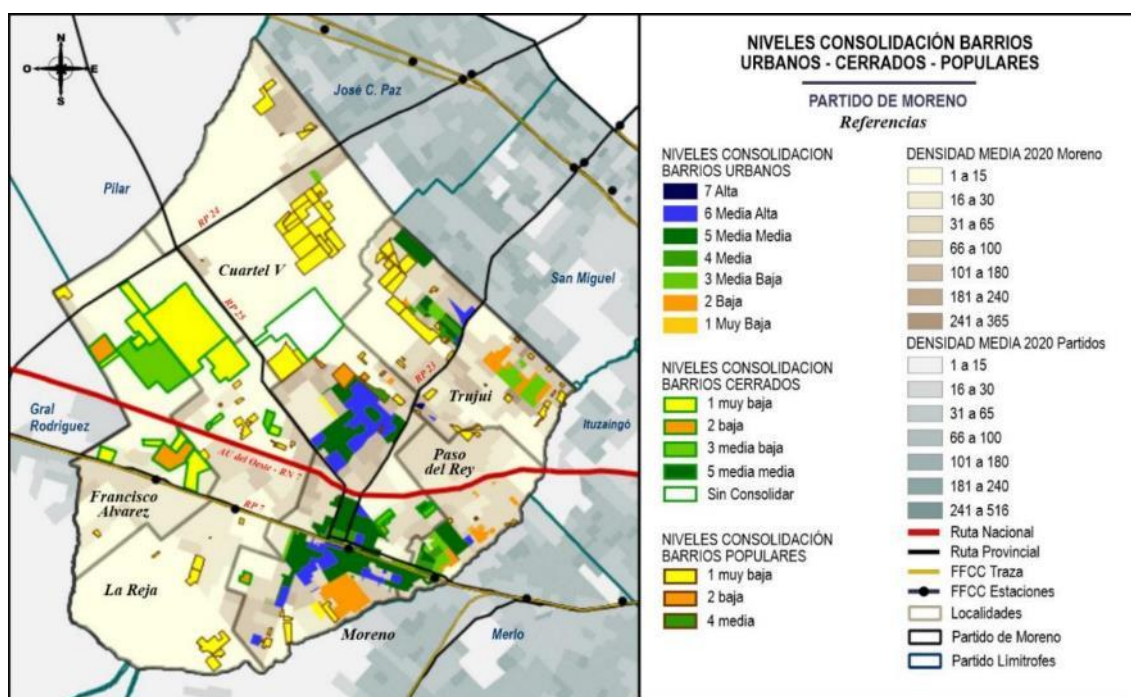 N
O
E
S
José C. Paz
Pilar
RP 24
Cuartel V
San Miguel
RP 25
RP 23
Trujui
Gral
Rodríguez
Ituzaingó
AU del Oeste - RN 7
Paso
del Rey
Francisco
Alvarez
RP 7
La Reja
Moreno
Merlo
NIVELES CONSOLIDACIÓN BARRIOS
URBANOS - CERRADOS - POPULARES
PARTIDO DE MORENO
Referencias
NIVELES CONSOLIDACION
BARRIOS URBANOS
7 Alta
6 Media Alta
5 Media Media
4 Media
3 Media Baja
2 Baja
1 Muy Baja
NIVELES CONSOLIDACIÓN
BARRIOS CERRADOS
1 muy baja
2 baja
3 media baja
5 media media
Sin Consolidar
NIVELES CONSOLIDACIÓN
BARRIOS POPULARES
1 muy baja
2 baja
4 media
DENSIDAD MEDIA 2020 Moreno
1 a 15
16 a 30
31 a 65
66 a 100
101 a 180
181 a 240
241 a 365
DENSIDAD MEDIA 2020 Partidos
1 a 15
16 a 30
31 a 65
66 a 100
101 a 180
181 a 240
241 a 516
Ruta Nacional
Ruta Provincial
FFCC Traza
FFCC Estaciones
Localidades
Partido de Moreno
Partido Límitrofes